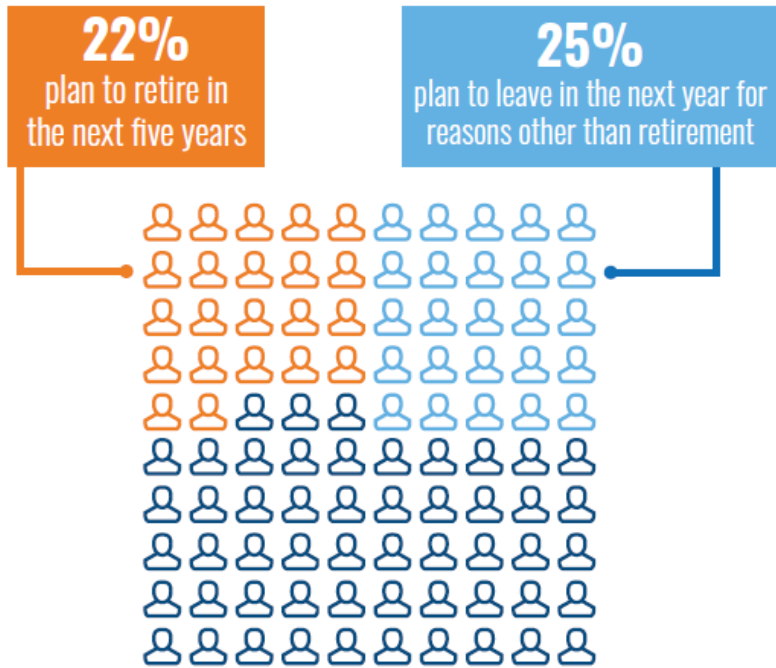 22%
plan to retire in
the next five years
25%
plan to leave in the next year for
reasons other than retirement